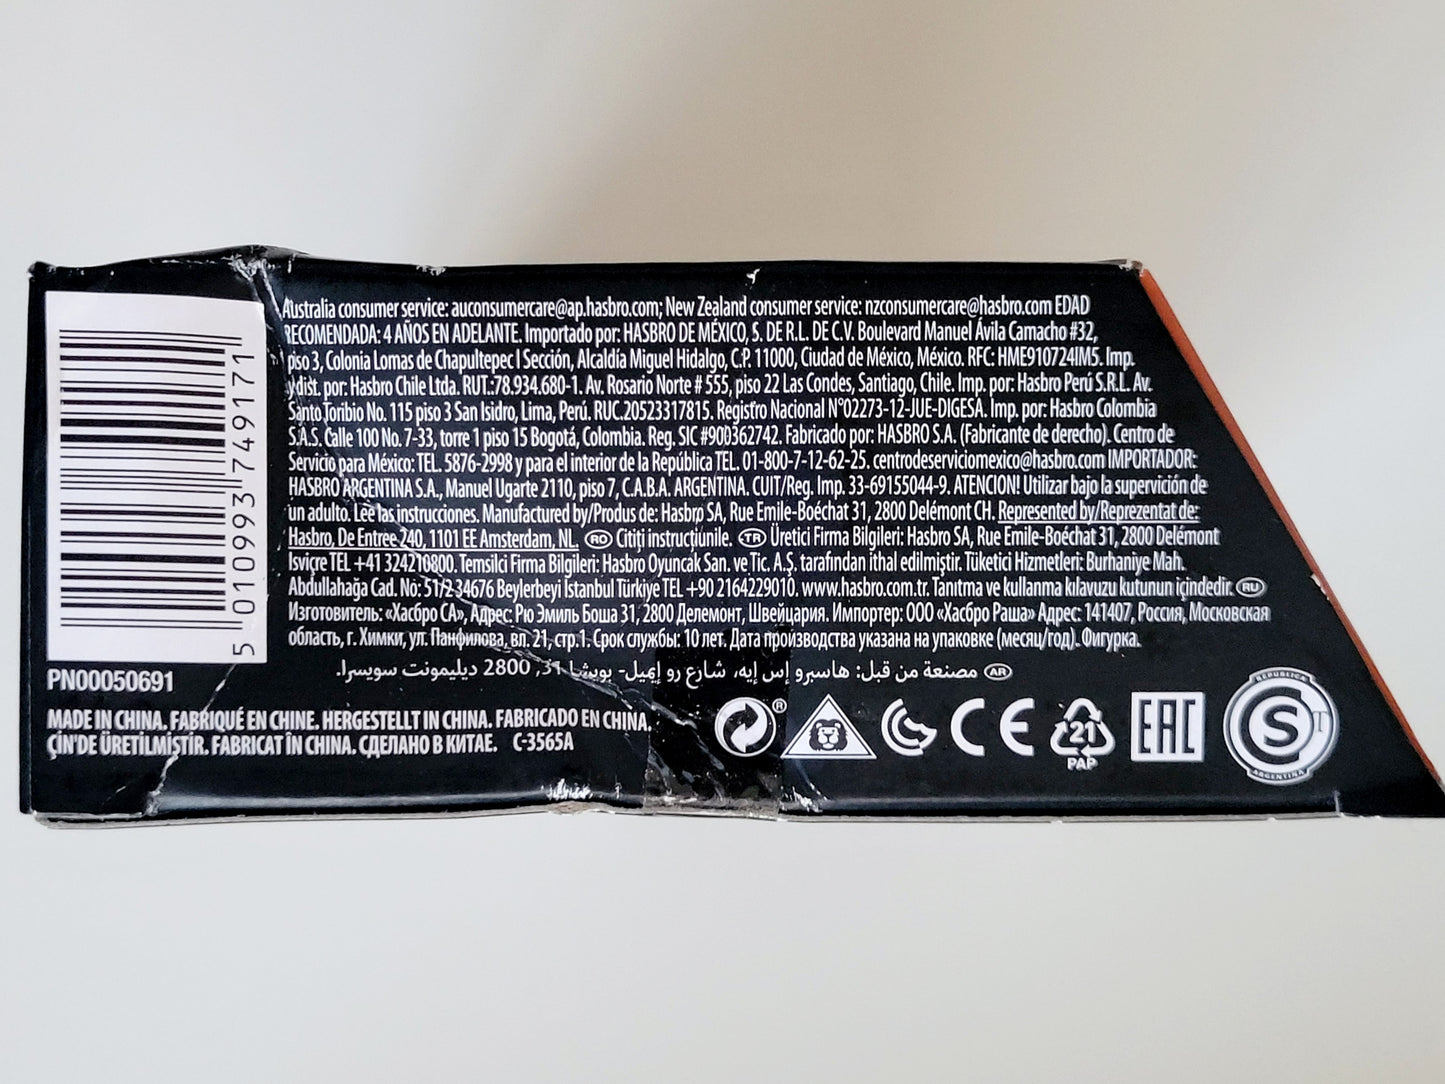 Australia consumer service: auconsumercare@ap.hasbro.com; New Zealand consumer service: nzconsumercare@hasbro.com EDAD
RECOMENDADA: 4 AÑOS EN ADELANTE. Importado por: HASBRO DE MÉXICO, S. DE R.L. DE C.V. Boulevard Manuel Ávila Camacho #32,
piso 3, Colonia Lomas de Chapultepec I Sección, Alcaldía Miguel Hidalgo, C.P. 11000, Ciudad de México, México. RFC: HME910724IM5. Imp.
y dist. por: Hasbro Chile Ltda. RUT.:78.934.680-1. Av. Rosario Norte # 555, piso 22 Las Condes, Santiago, Chile. Imp. por: Hasbro Perú S.R.L. Av.
Santo Toribio No. 115 piso 3 San Isidro, Lima, Perú. RUC.20523317815. Registro Nacional N°02273-12-JUE-DIGESA. Imp. por: Hasbro Colombia
S.A.S. Calle 100 No. 7-33, torre 1 piso 15 Bogotá, Colombia. Reg. SIC #900362742. Fabricado por: HASBRO S.A. (Fabricante de derecho). Centro de
Servicio para México: TEL. 5876-2998 y para el interior de la República TEL. 01-800-7-12-62-25. centrodeserviciomexico@hasbro.com IMPORTADOR:
HASBRO ARGENTINA S.A., Manuel Ugarte 2110, piso 7, C.A.B.A. ARGENTINA. CUIT/Reg. Imp. 33-69155044-9. ATENCION! Utilizar bajo la supervición de
un adulto. Lee las instrucciones. Manufactured by/Produs de: Hasbro SA, Rue Emile-Boéchat 31, 2800 Delémont CH. Represented by/Reprezentat de:
Hasbro, De Entree 240, 1101 EE Amsterdam, NL. RO Citiți instrucțiunile. TR Üretici Firma Bilgileri: Hasbro SA, Rue Emile-Boéchat 31, 2800 Delémont
İsviçre TEL +41 324210800. Temsilci Firma Bilgileri: Hasbro Oyuncak San. ve Tic. A.Ş. tarafından ithal edilmiştir. Tüketici Hizmetleri: Burhaniye Mah.
Abdullahağa Cad. No: 51/2 34676 Beylerbeyi İstanbul Türkiye TEL +90 2164229010. www.hasbro.com.tr. Tanıtma ve kullanma kılavuzu kutunun içindedir. RU
Изготовитель: «Хасбро СА», Адрес: Рю Эмиль Боша 31, 2800 Делемонт, Швейцария. Импортер: ООО «Хасбро Раша» Адрес: 141407, Россия, Московская
область, г. Химки, ул. Панфилова, вл. 21, стр.1. Срок службы: 10 лет. Дата производства указана на упаковке (месяц/год). Фигурка.
AR مصنعة من قبل: هاسبرو إس إيه، شارع رو إيميل- بويشا 31, 2800 ديليمونت سويسرا.
5 010993 749171
PN00050691
MADE IN CHINA. FABRIQUÉ EN CHINE. HERGESTELLT IN CHINA. FABRICADO EN CHINA.
ÇİN'DE ÜRETİLMİŞTİR. FABRICAT ÎN CHINA. СДЕЛАНО В КИТАЕ. C-3565A
®
CE
21
PAP
EAC
REPUBLICA
S T
ARGENTINA